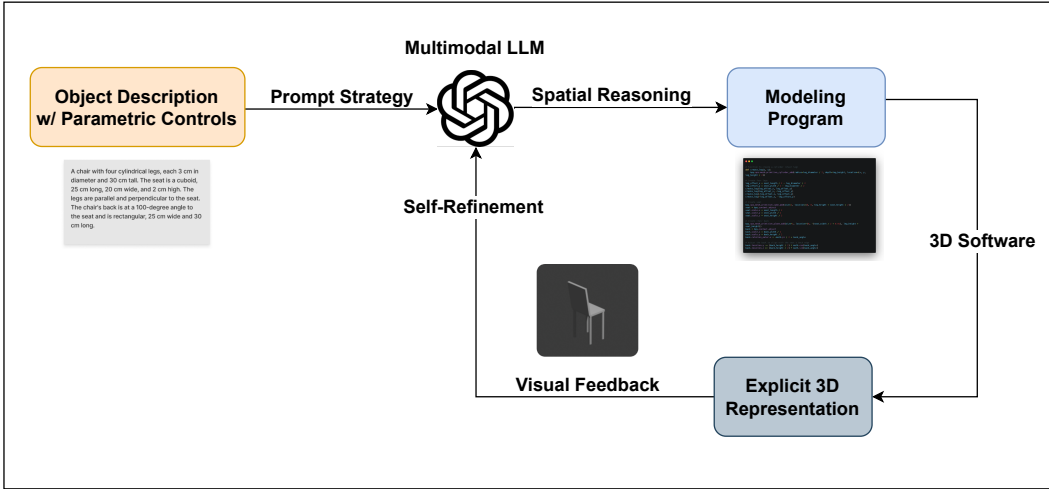 Multimodal LLM
Object Description
w/ Parametric Controls
Prompt Strategy
Spatial Reasoning
Modeling
Program
A chair with four cylindrical legs, each 3 cm in
diameter and 30 cm tall. The seat is a cuboid,
25 cm long, 20 cm wide, and 2 cm high. The
legs are parallel and perpendicular to the seat.
The chair's back is at a 100-degree angle to
the seat and is rectangular, 25 cm wide and 30
cm long.
Self-Refinement
3D Software
Visual Feedback
Explicit 3D
Representation